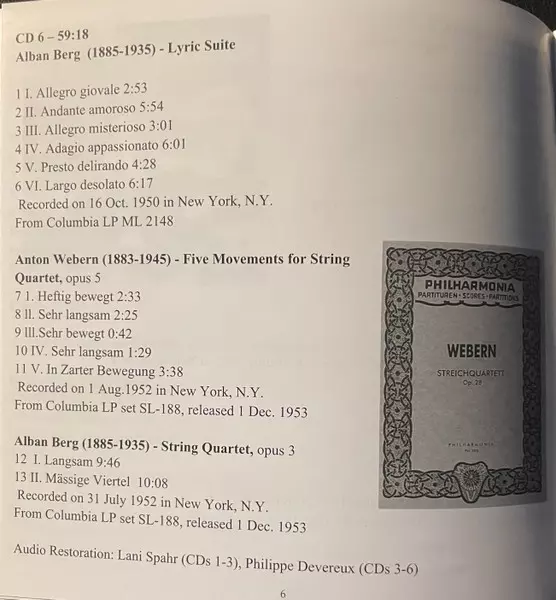 CD 6 – 59:18
Alban Berg (1885-1935) - Lyric Suite
1 I. Allegro giovale 2:53
2 II. Andante amoroso 5:54
3 III. Allegro misterioso 3:01
4 IV. Adagio appassionato 6:01
5 V. Presto delirando 4:28
6 VI. Largo desolato 6:17
Recorded on 16 Oct. 1950 in New York, N.Y.
From Columbia LP ML 2148
Anton Webern (1883-1945) - Five Movements for String
Quartet, opus 5
7 1. Heftig bewegt 2:33
8 II. Sehr langsam 2:25
9 III.Sehr bewegt 0:42
10 IV. Sehr langsam 1:29
11 V. In Zarter Bewegung 3:38
Recorded on 1 Aug.1952 in New York, N.Y.
From Columbia LP set SL-188, released 1 Dec. 1953
Alban Berg (1885-1935) - String Quartet, opus 3
12 I. Langsam 9:46
13 II. Mässige Viertel 10:08
Recorded on 31 July 1952 in New York, N.Y.
From Columbia LP set SL-188, released 1 Dec. 1953
Audio Restoration: Lani Spahr (CDs 1-3), Philippe Devereux (CDs 3-6)
6
PHILHARMONIA
PARTITUREN • SCORES • PARTITIONS
WEBERN
STREICHQUARTETT
Op. 28
PHILHARMONIA